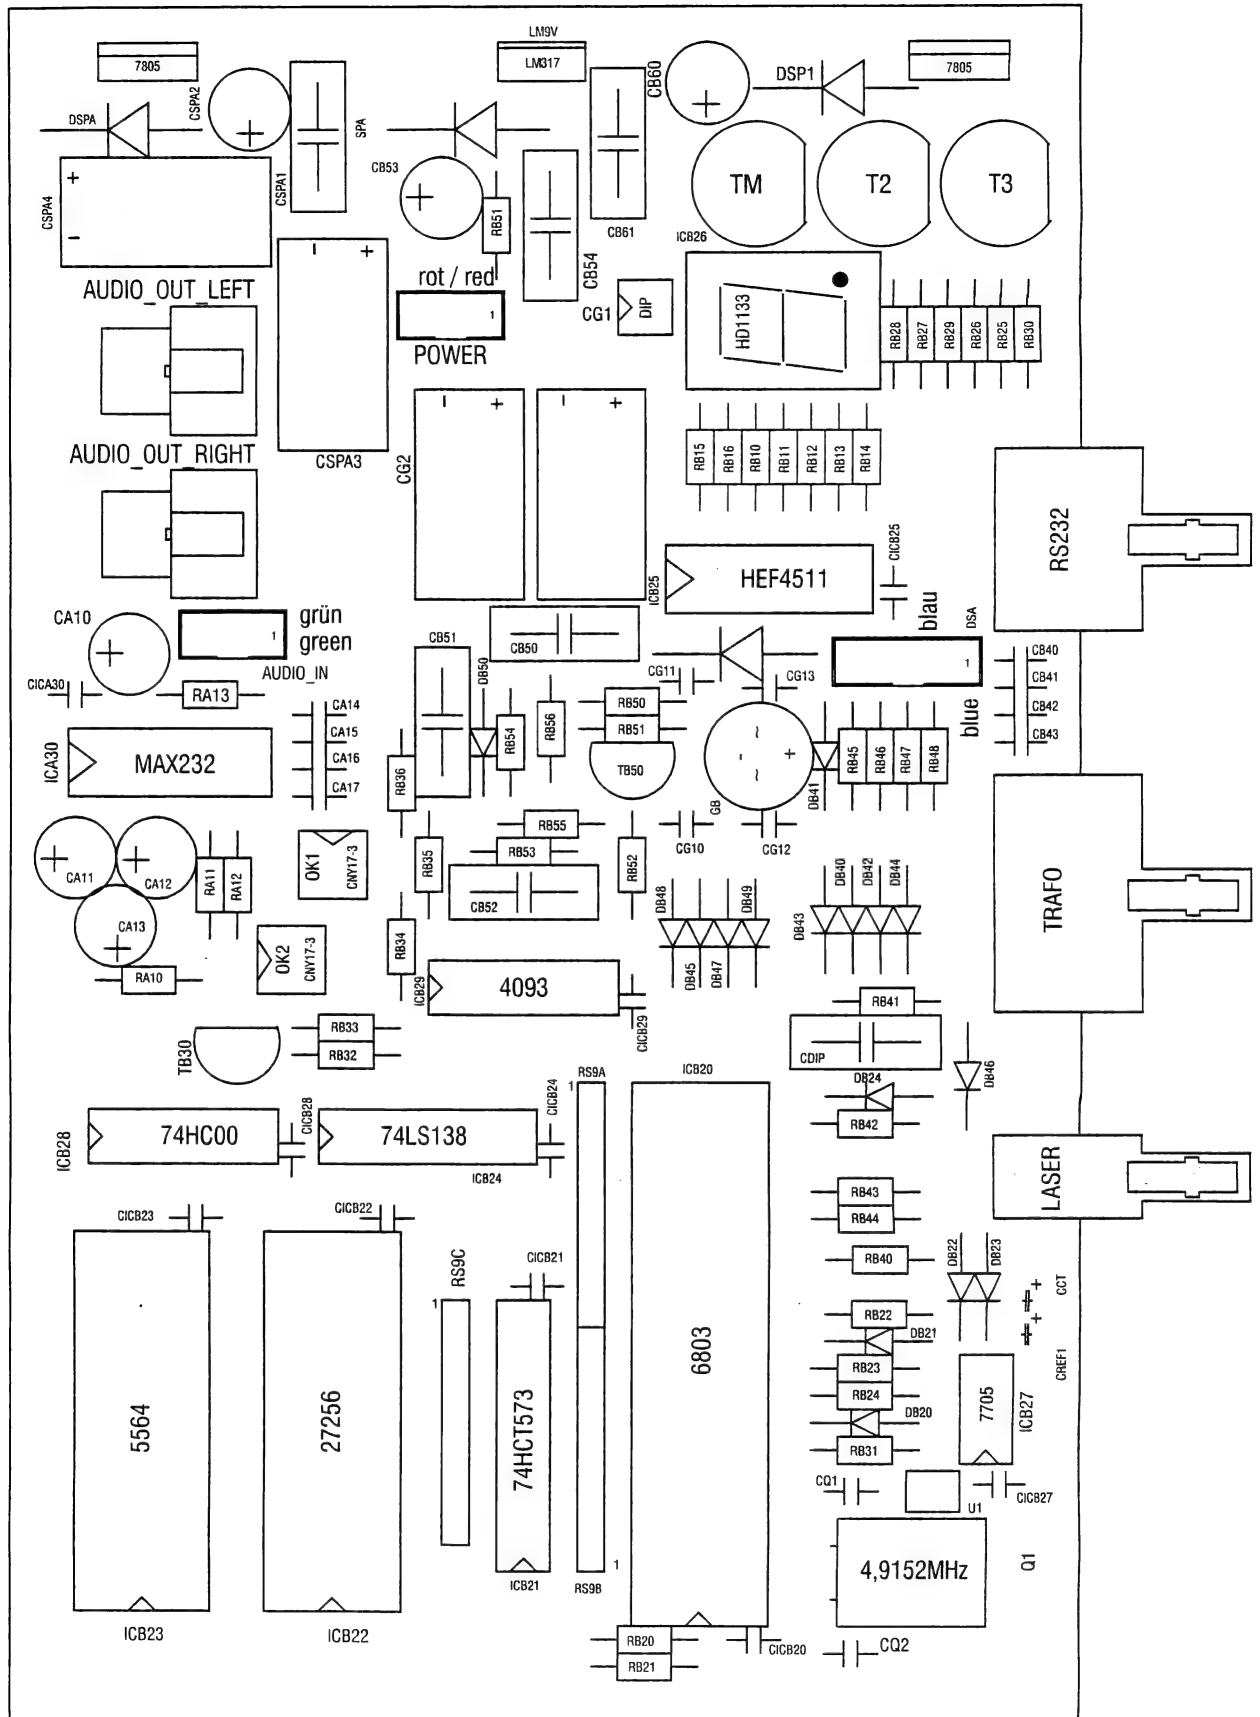 LM9V
7805
LM317
7805
CSPA2
CB60
DSP1
DSPA
SPA
+
+
CSPA1
CB53
+
+
-
CSPA4
RB51
CB61
CB54
TM
T2
T3
ICB26
AUDIO_OUT_LEFT
-
+
rot / red
1
POWER
CG1
DIP
HD1133
RB28
RB27
RB29
RB26
RB25
RB30
AUDIO_OUT_RIGHT
CSPA3
CG2
-
+
-
+
RB15
RB16
RB10
RB11
RB12
RB13
RB14
RS232
ICB25
HEF4511
CICB25
CA10
+
grün
green
1
AUDIO_IN
CB51
CB50
blau
DSA
1
blue
CB40
CB41
CB42
CB43
CICA30
RA13
CA14
CA15
CA16
CA17
DB50
RB54
RB56
RB50
RB51
TB50
CG11
CG13
-
~
~
+
GB
DB41
RB45
RB46
RB47
RB48
ICA30
MAX232
RB36
CG10
CG12
+
CA11
+
CA12
CA13
+
RA11
RA12
OK1
CNY17-3
RB35
RB55
RB53
CB52
RB52
DB48
DB49
DB45
DB47
DB40
DB42
DB44
DB43
TRAFO
RA10
OK2
CNY17-3
RB34
ICB29
4093
CICB29
RB41
CDIP
TB30
RB33
RB32
DB24
RB42
DB46
ICB28
74HC00
CICB28
74LS138
CICB24
ICB24
RS9A
1
ICB20
LASER
CICB23
CICB22
RB43
RB44
RB40
DB22
DB23
RS9C
1
CICB21
CCT
+
+
CREF1
RB22
DB21
RB23
RB24
DB20
RB31
5564
27256
74HCT573
6803
7705
ICB27
CQ1
U1
CICB27
ICB21
RS9B
1
4,9152MHz
Q1
ICB23
ICB22
RB20
RB21
CICB20
CQ2